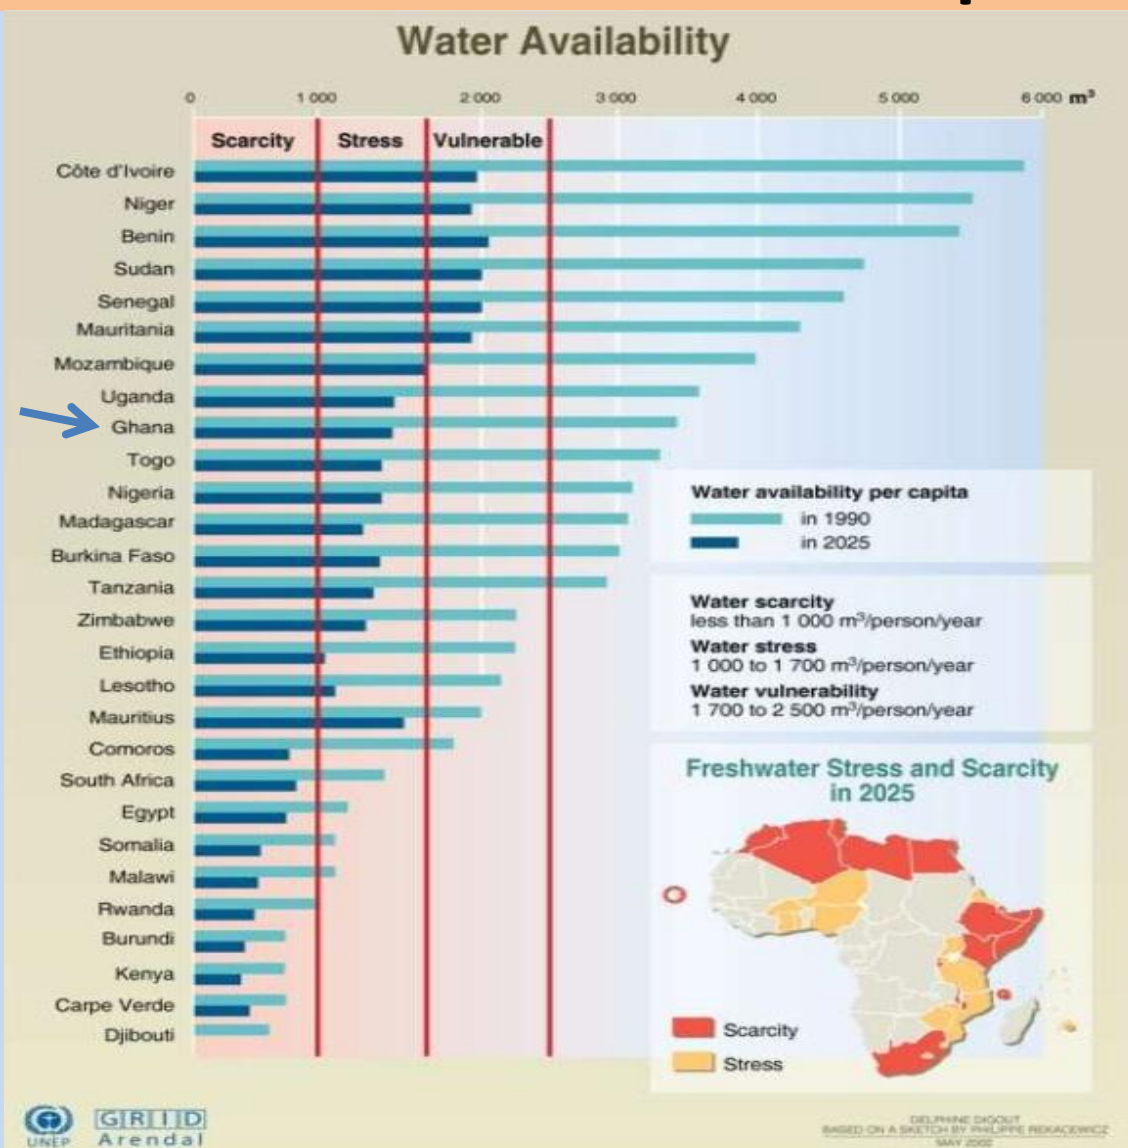 Water Availability
0 1 000 2 000 3 000 4 000 5 000 6 000 m³
Scarcity Stress Vulnerable
Côte d'Ivoire
Niger
Benin
Sudan
Senegal
Mauritania
Mozambique
Uganda
Ghana
Togo
Nigeria
Madagascar
Burkina Faso
Tanzania
Zimbabwe
Ethiopia
Lesotho
Mauritius
Comoros
South Africa
Egypt
Somalia
Malawi
Rwanda
Burundi
Kenya
Carpe Verde
Djibouti
Water availability per capita
in 1990
in 2025
Water scarcity
less than 1 000 m³/person/year
Water stress
1 000 to 1 700 m³/person/year
Water vulnerability
1 700 to 2 500 m³/person/year
Freshwater Stress and Scarcity
in 2025
Scarcity
Stress
UNEP
GRID
Arendal
DELPHINE DIGOUT
BASED ON A SKETCH BY PHILIPPE REKACEWICZ
MAY 2002